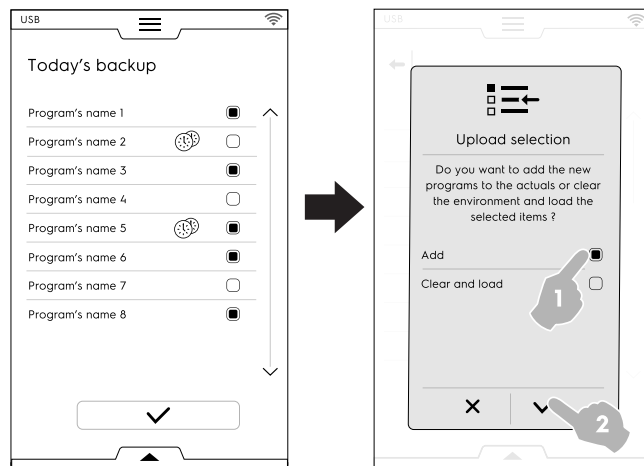 USB
Today's backup
Program's name 1
Program's name 2
Program's name 3
Program's name 4
Program's name 5
Program's name 6
Program's name 7
Program's name 8
USB
Upload selection
Do you want to add the new
programs to the actuals or clear
the environment and load the
selected items ?
Add
1
Clear and load
2